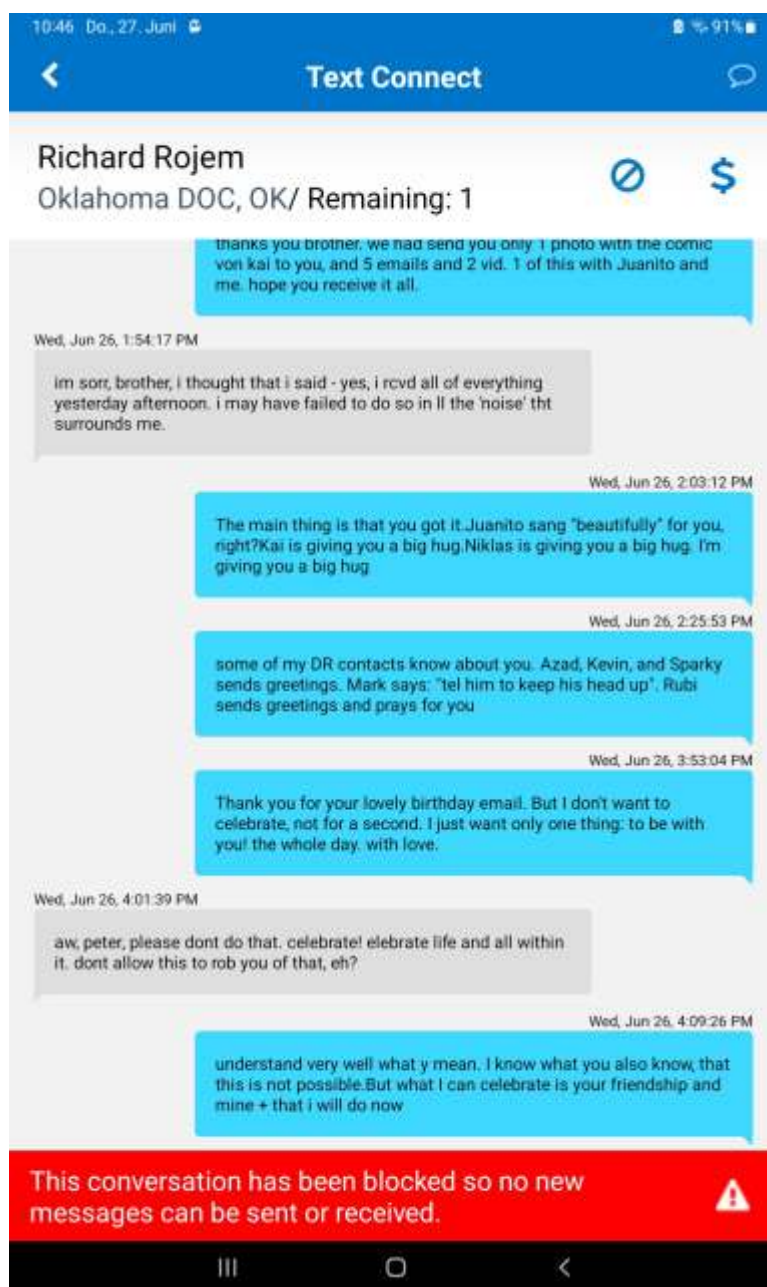 10:46 Do., 27. Juni
91%
Text Connect
Richard Rojem
Oklahoma DOC, OK/ Remaining: 1
$
thanks you brother. we had send you only 1 photo with the comic
von kai to you, and 5 emails and 2 vid. 1 of this with Juanito and
me. hope you receive it all.
Wed, Jun 26, 1:54:17 PM
im sorr, brother, i thought that i said - yes, i rcvd all of everything
yesterday afternoon. i may have failed to do so in ll the 'noise' tht
surrounds me.
Wed, Jun 26, 2:03:12 PM
The main thing is that you got it.Juanito sang "beautifully" for you,
right?Kai is giving you a big hug.Niklas is giving you a big hug. I'm
giving you a big hug
Wed, Jun 26, 2:25:53 PM
some of my DR contacts know about you. Azad, Kevin, and Sparky
sends greetings. Mark says: "tel him to keep his head up". Rubi
sends greetings and prays for you
Wed, Jun 26, 3:53:04 PM
Thank you for your lovely birthday email. But I don't want to
celebrate, not for a second. I just want only one thing: to be with
you! the whole day. with love.
Wed, Jun 26, 4:01:39 PM
aw, peter, please dont do that. celebrate! elebrate life and all within
it. dont allow this to rob you of that, eh?
Wed, Jun 26, 4:09:26 PM
understand very well what y mean. I know what you also know, that
this is not possible.But what I can celebrate is your friendship and
mine + that i will do now
This conversation has been blocked so no new
messages can be sent or received.